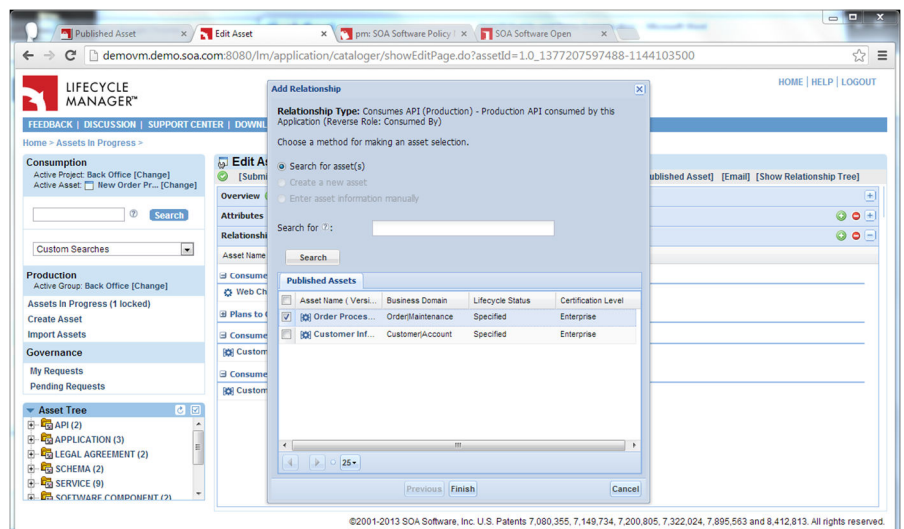 Published Asset
Edit Asset
pm: SOA Software Policy
SOA Software Open
demovm.demo.soa.com:8080/lm/application/cataloger/showEditPage.do?assetId=1.0_1377207597488-1144103500
LIFECYCLE
MANAGER™
HOME | HELP | LOGOUT
FEEDBACK | DISCUSSION | SUPPORT CENTER | DOWNL
Home > Assets In Progress >
Consumption
Active Project: Back Office [Change]
Active Asset: New Order Pr... [Change]
Search
Custom Searches
Production
Active Group: Back Office [Change]
Assets In Progress (1 locked)
Create Asset
Import Assets
Governance
My Requests
Pending Requests
Asset Tree
API (2)
APPLICATION (3)
LEGAL AGREEMENT (2)
SCHEMA (2)
SERVICE (9)
SOFTWARE COMPONENT (2)
Edit As
[Submi
ublished Asset] [Email] [Show Relationship Tree]
Overview
Attributes
Relationshi
Asset Name
Consume
Web Ch
Plans to
Consume
Custom
Consume
Custom
Add Relationship
Relationship Type: Consumes API (Production) - Production API consumed by this
Application (Reverse Role: Consumed By)
Choose a method for making an asset selection.
Search for asset(s)
Create a new asset
Enter asset information manually
Search for :
Search
Published Assets
Asset Name ( Versi... Business Domain Lifecycle Status Certification Level
Order Proces... Order|Maintenance Specified Enterprise
Customer Inf... Customer|Account Specified Enterprise
25
Previous Finish Cancel
©2001-2013 SOA Software, Inc. U.S. Patents 7,080,355, 7,149,734, 7,200,805, 7,322,024, 7,895,563 and 8,412,813. All rights reserved.